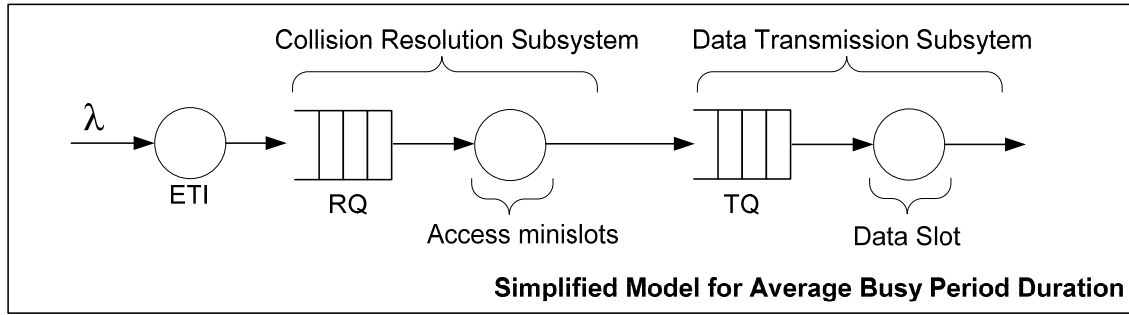 Collision Resolution Subsystem
Data Transmission Subsytem
λ
ETI
RQ
TQ
Access minislots
Data Slot
Simplified Model for Average Busy Period Duration